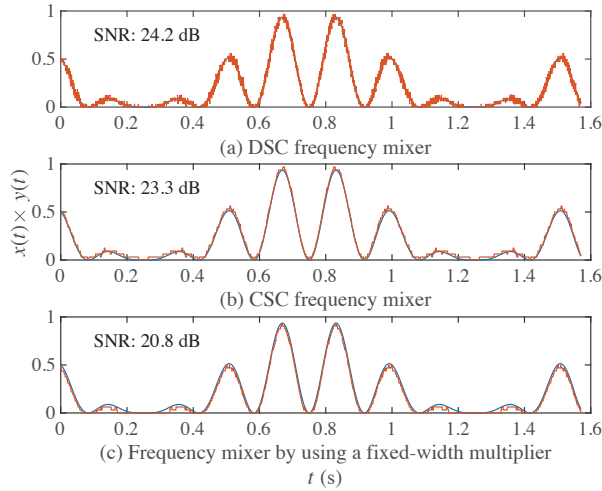 1
SNR: 24.2 dB
0.5
0
0 0.2 0.4 0.6 0.8 1 1.2 1.4 1.6
(a) DSC frequency mixer
1
SNR: 23.3 dB
0.5
0
0 0.2 0.4 0.6 0.8 1 1.2 1.4 1.6
(b) CSC frequency mixer
x(t)× y(t)
1
SNR: 20.8 dB
0.5
0
0 0.2 0.4 0.6 0.8 1 1.2 1.4 1.6
(c) Frequency mixer by using a fixed-width multiplier
t (s)